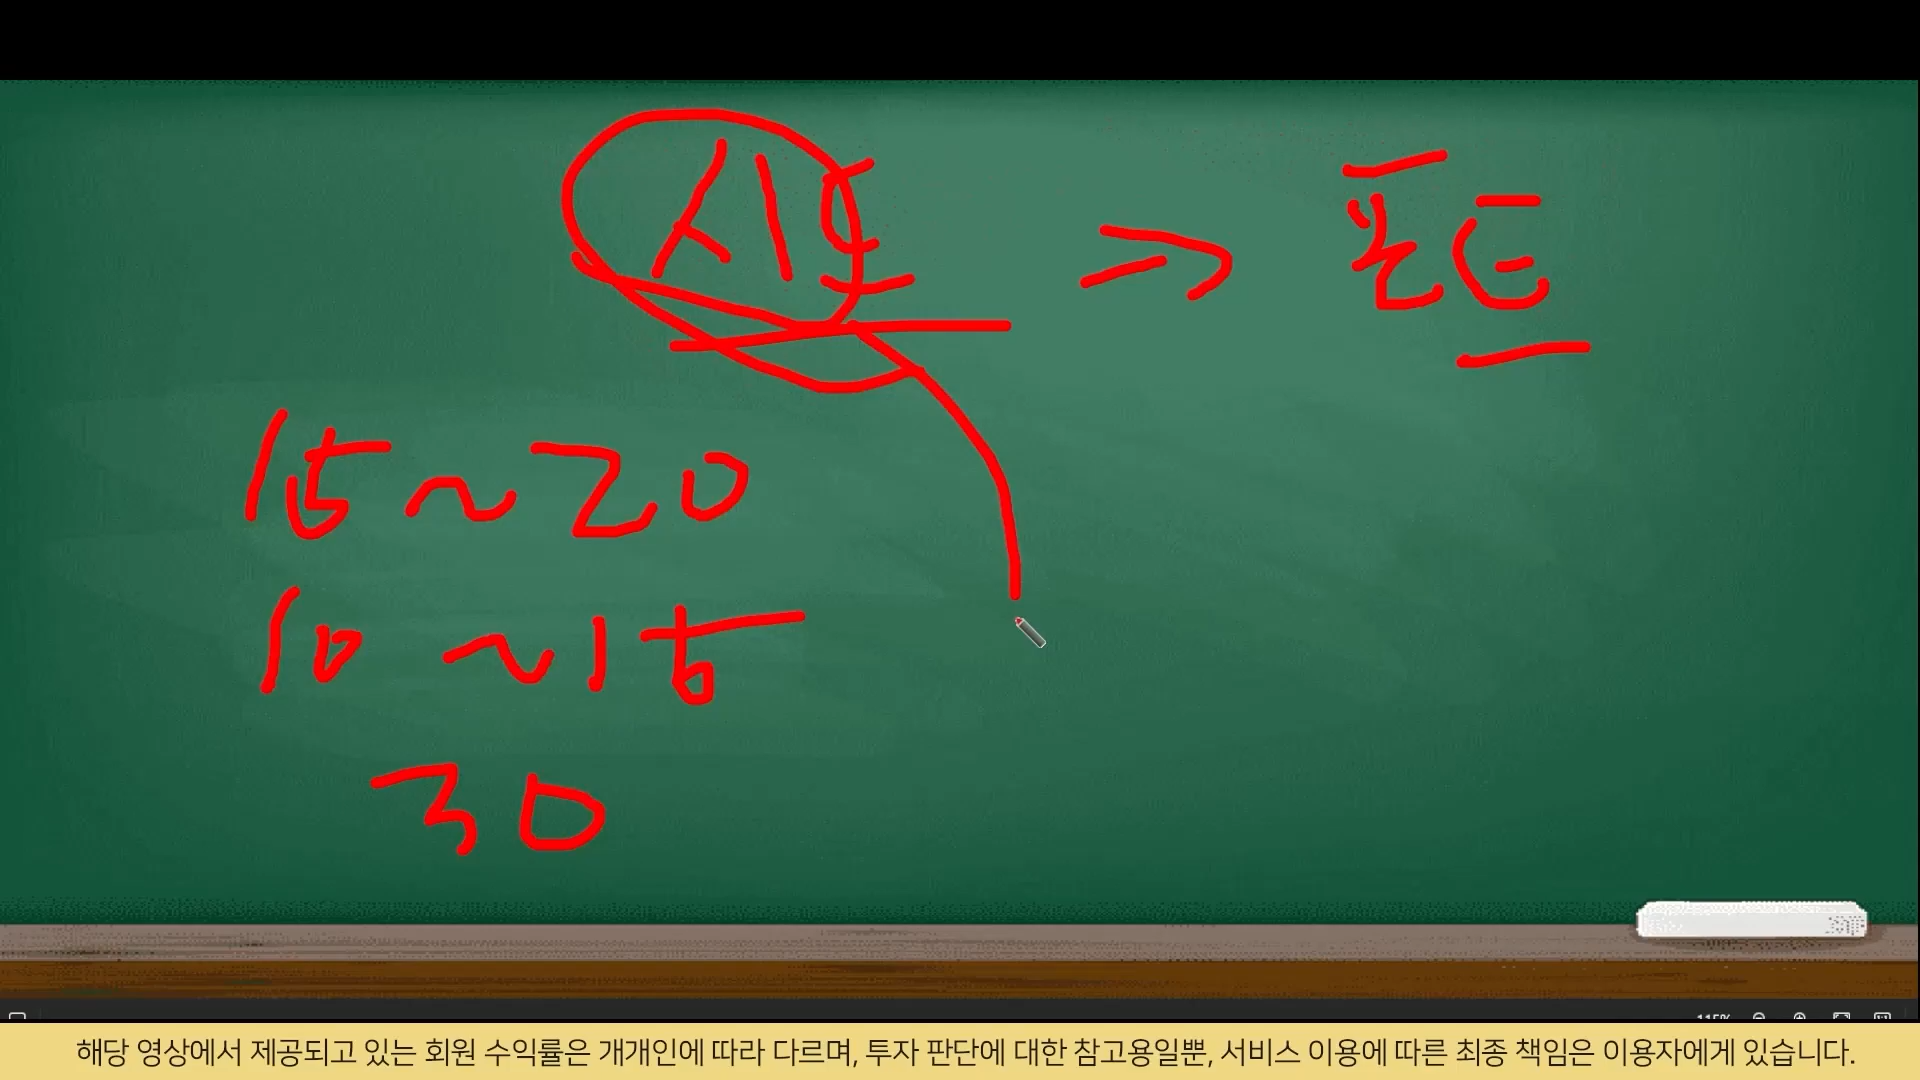 15~20
10~15
30
115%
해당 영상에서 제공되고 있는 회원 수익률은 개개인에 따라 다르며, 투자 판단에 대한 참고용일뿐, 서비스 이용에 따른 최종 책임은 이용자에게 있습니다.